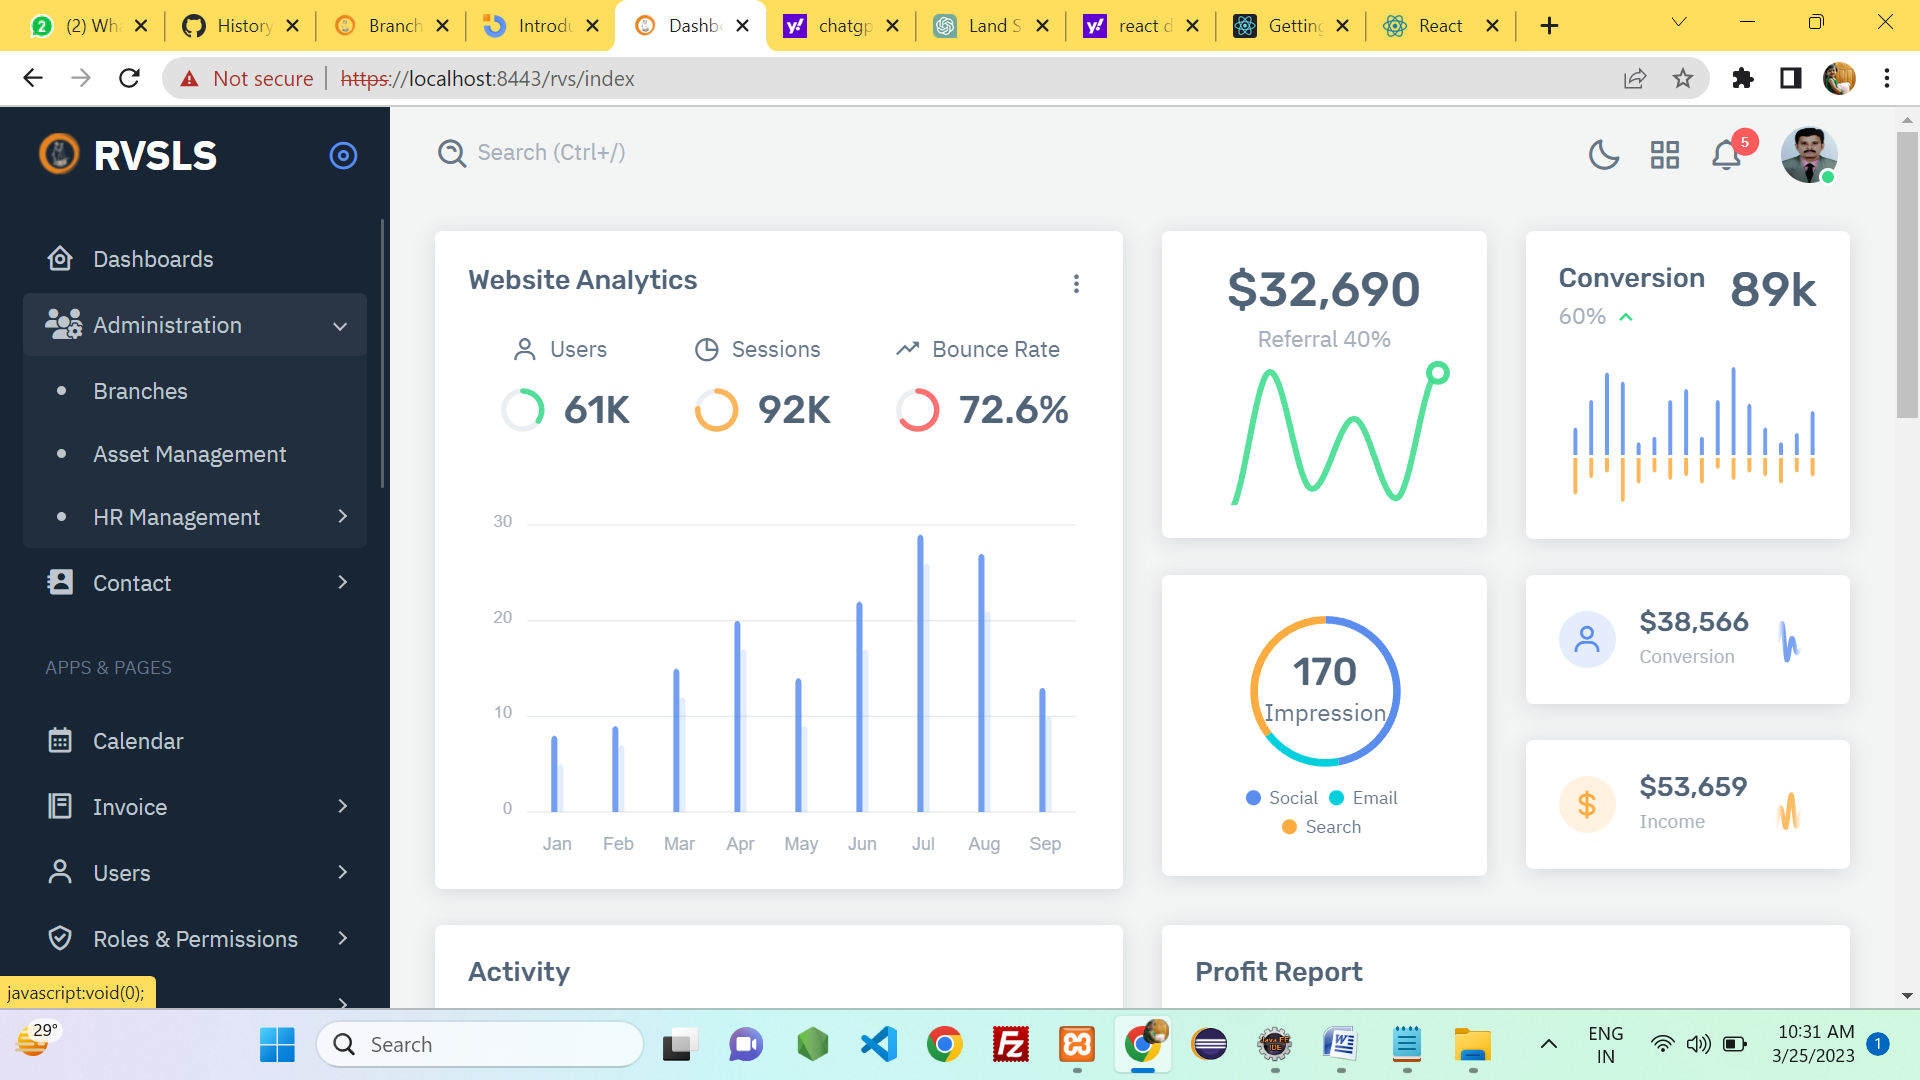 (2) Wh
History
Branch
Introdu
Dashbo
chatgp
Land S
react d
Getting
React
Not secure
https://localhost:8443/rvs/index
RVSLS
Search (Ctrl+/)
5
Dashboards
Administration
Branches
Asset Management
HR Management
Contact
APPS & PAGES
Calendar
Invoice
Users
Roles & Permissions
javascript:void(0);
Website Analytics
Users
Sessions
Bounce Rate
61K
92K
72.6%
30
20
10
0
Jan Feb Mar Apr May Jun Jul Aug Sep
$32,690
Referral 40%
Conversion
89k
60%
170
Impression
Social Email
Search
$38,566
Conversion
$53,659
Income
Activity
Profit Report
29°
Search
ENG
IN
10:31 AM
3/25/2023
1